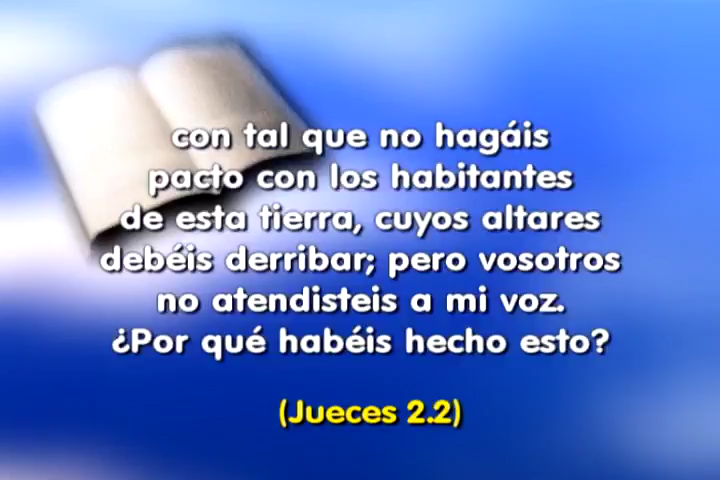 con tal que no hagáis
pacto con los habitantes
de esta tierra, cuyos altares
debéis derribar; pero vosotros
no atendisteis a mi voz.
¿Por qué habéis hecho esto?
(Jueces 2.2)